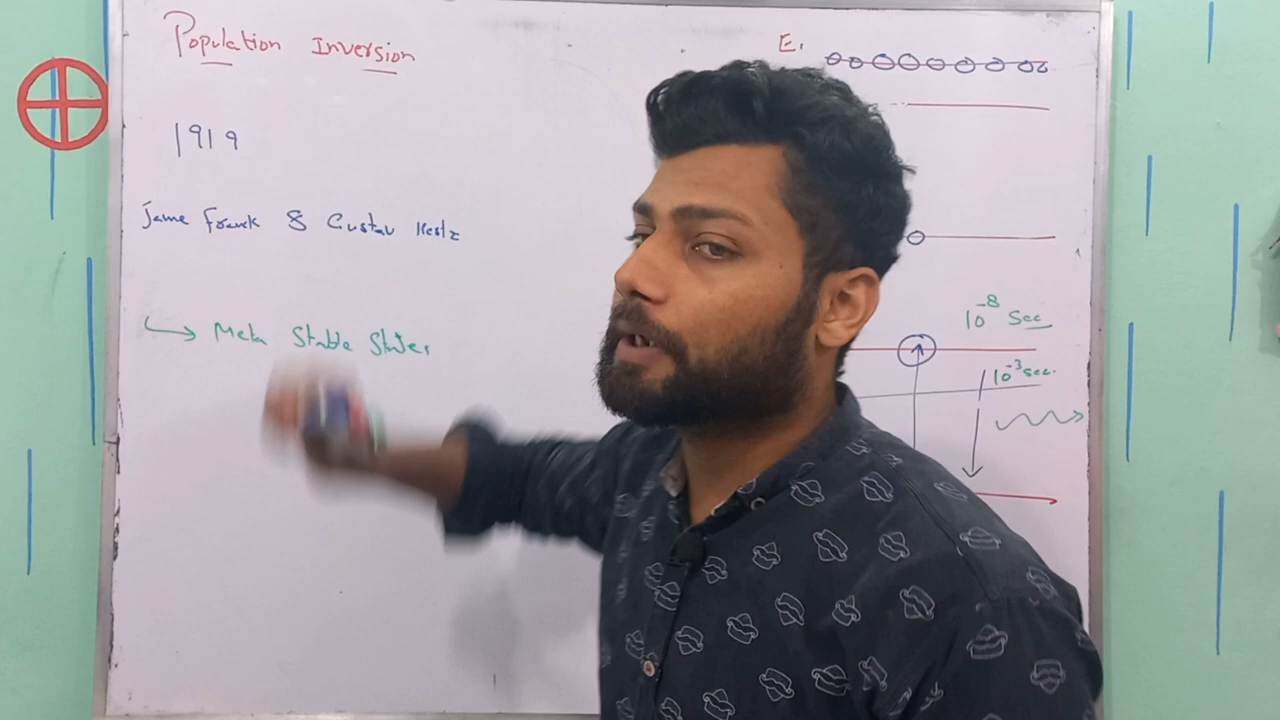 Population Inversion
1919
Jame Franck & Gustav Hertz
Meta Stable States
E1
10^-8 Sec
10^-3 sec.